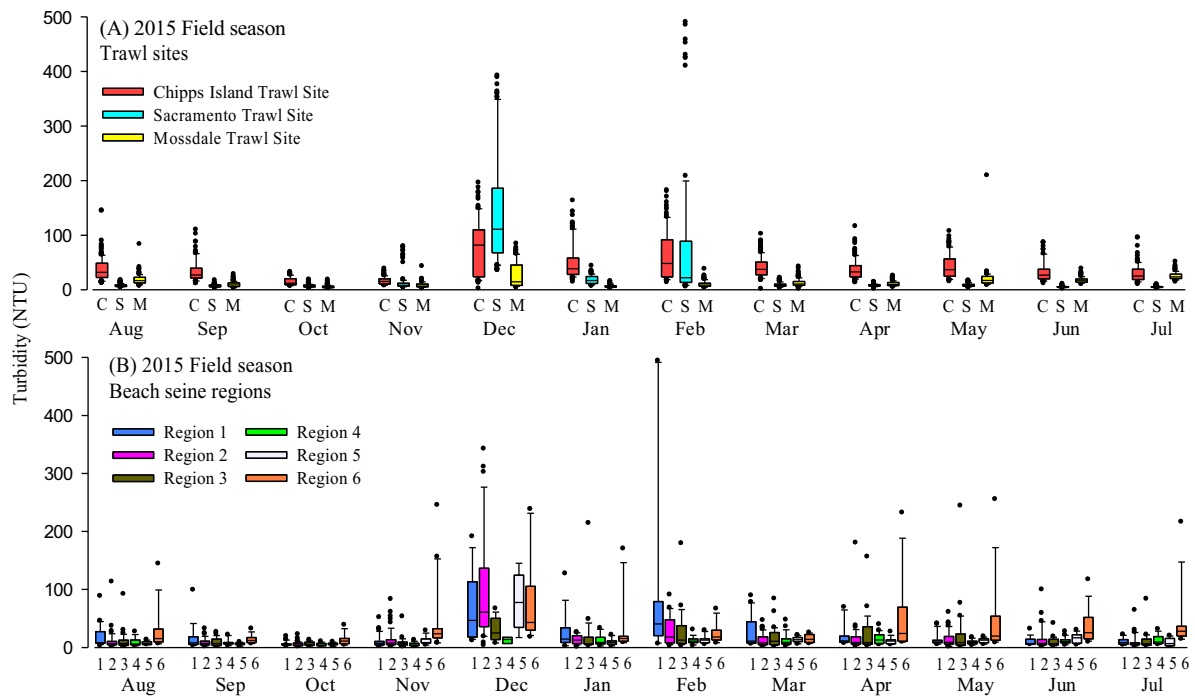 500
(A) 2015 Field season
Trawl sites
400
Chipps Island Trawl Site
Sacramento Trawl Site
300
Mossdale Trawl Site
200
100
0
C S M C S M C S M C S M C S M C S M C S M C S M C S M C S M C S M C S M
Aug Sep Oct Nov Dec Jan Feb Mar Apr May Jun Jul
Turbidity (NTU)
500
(B) 2015 Field season
Beach seine regions
400
Region 1 Region 4
Region 2 Region 5
Region 3 Region 6
300
200
100
0
1 2 3 4 5 6 1 2 3 4 5 6 1 2 3 4 5 6 1 2 3 4 5 6 1 2 3 4 5 6 1 2 3 4 5 6 1 2 3 4 5 6 1 2 3 4 5 6 1 2 3 4 5 6 1 2 3 4 5 6 1 2 3 4 5 6 1 2 3 4 5 6
Aug Sep Oct Nov Dec Jan Feb Mar Apr May Jun Jul